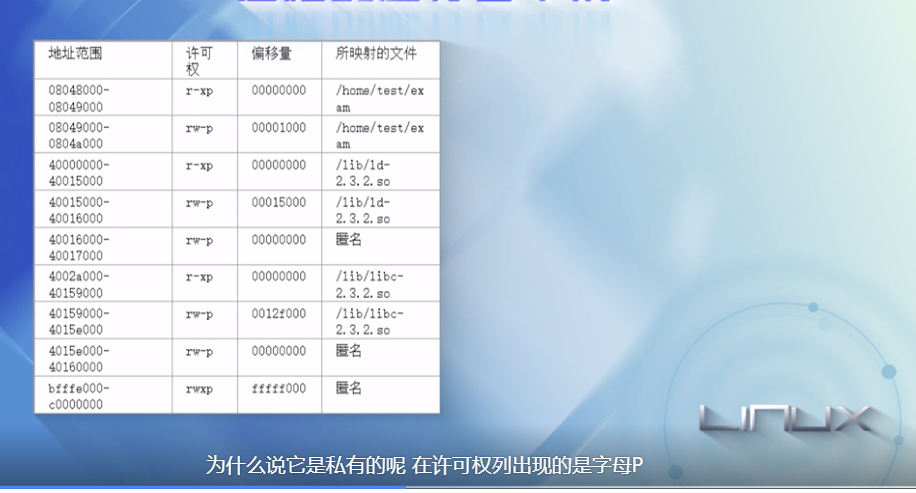 地址范围 许可权 偏移量 所映射的文件
08048000-08049000 r-xp 00000000 /home/test/exam
08049000-0804a000 rw-p 00001000 /home/test/exam
40000000-40015000 r-xp 00000000 /lib/ld-2.3.2.so
40015000-40016000 rw-p 00015000 /lib/ld-2.3.2.so
40016000-40017000 rw-p 00000000 匿名
4002a000-40159000 r-xp 00000000 /lib/libc-2.3.2.so
40159000-4015e000 rw-p 0012f000 /lib/libc-2.3.2.so
4015e000-40160000 rw-p 00000000 匿名
bfffe000-c0000000 rwxp fffff000 匿名
LINUX
为什么说它是私有的呢 在许可权列出现的是字母P